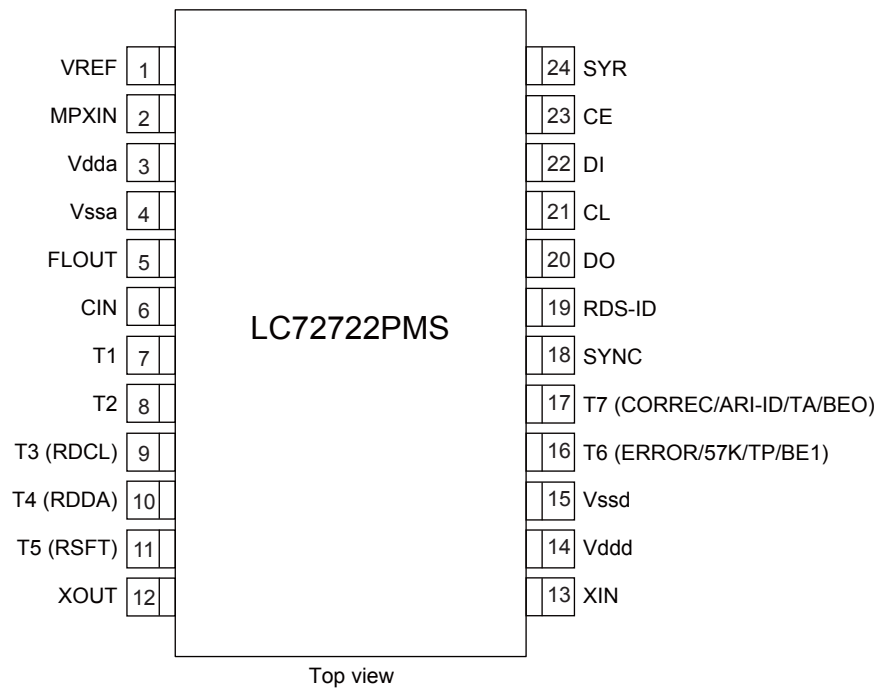 VREF 1
MPXIN 2
Vdda 3
Vssa 4
FLOUT 5
CIN 6
T1 7
T2 8
T3 (RDCL) 9
T4 (RDDA) 10
T5 (RSFT) 11
XOUT 12
LC72722PMS
24 SYR
23 CE
22 DI
21 CL
20 DO
19 RDS-ID
18 SYNC
17 T7 (CORREC/ARI-ID/TA/BEO)
16 T6 (ERROR/57K/TP/BE1)
15 Vssd
14 Vddd
13 XIN
Top view